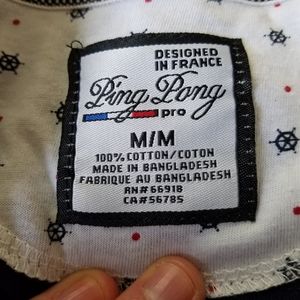 DESIGNED
IN FRANCE
Ping Pong
pro
M/M
100% COTTON/COTON
MADE IN BANGLADESH
FABRIQUE AU BANGLADESH
RN# 66918
CA# 56785